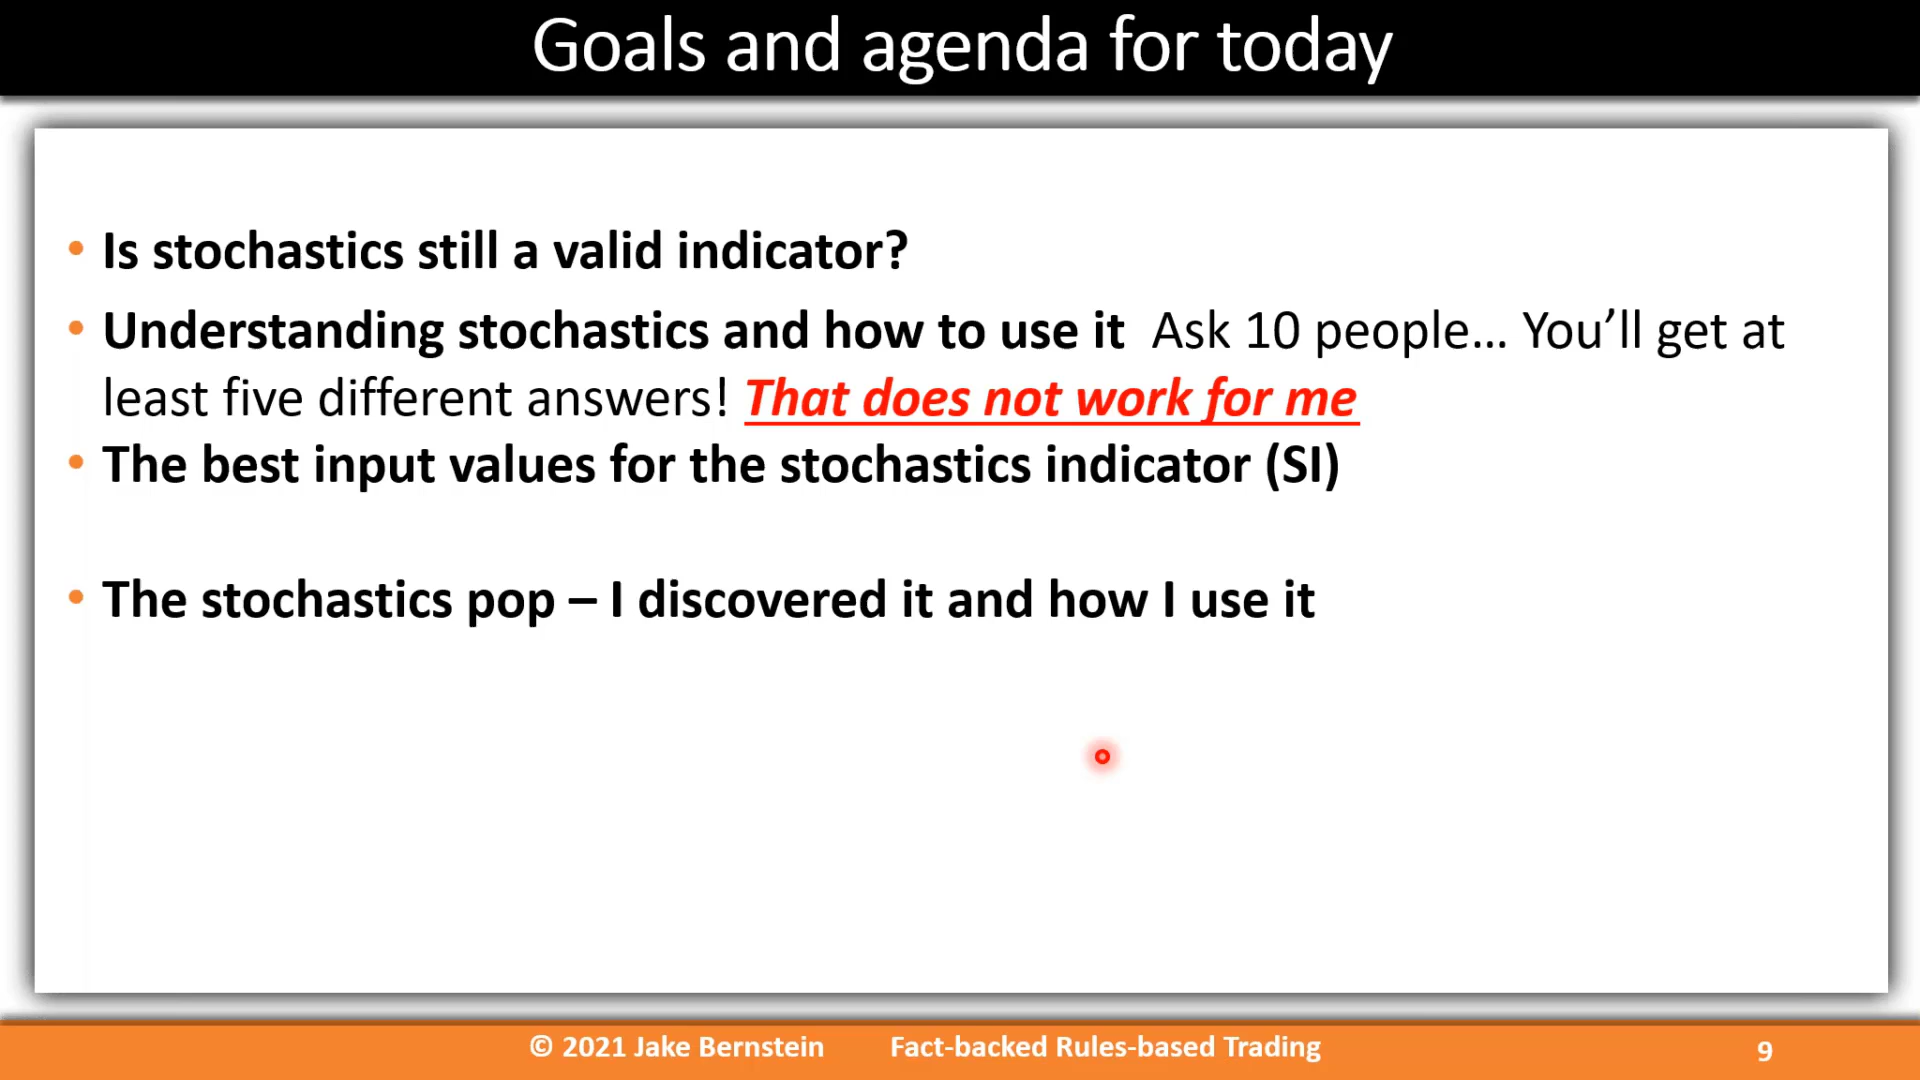 Goals and agenda for today
• Is stochastics still a valid indicator?
• Understanding stochastics and how to use it  Ask 10 people... You’ll get at
least five different answers! That does not work for me
• The best input values for the stochastics indicator (SI)
• The stochastics pop – I discovered it and how I use it
© 2021 Jake Bernstein Fact-backed Rules-based Trading 9